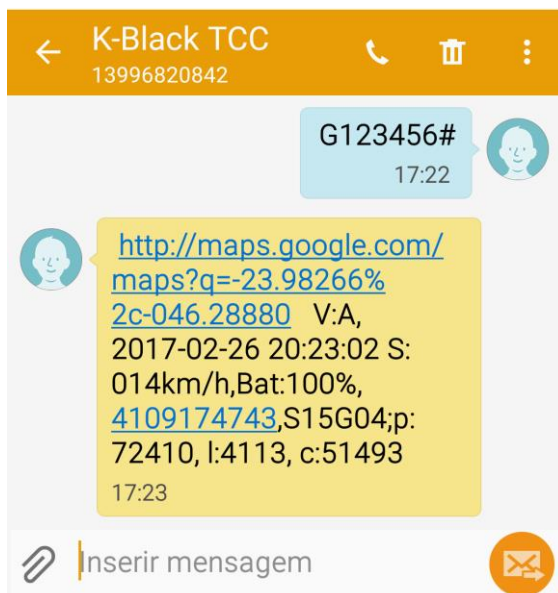 K-Black TCC
13996820842
G123456#
17:22
http://maps.google.com/
maps?q=-23.98266%
2c-046.28880 V:A,
2017-02-26 20:23:02 S:
014km/h,Bat:100%,
4109174743,S15G04;p:
72410, l:4113, c:51493
17:23
Inserir mensagem